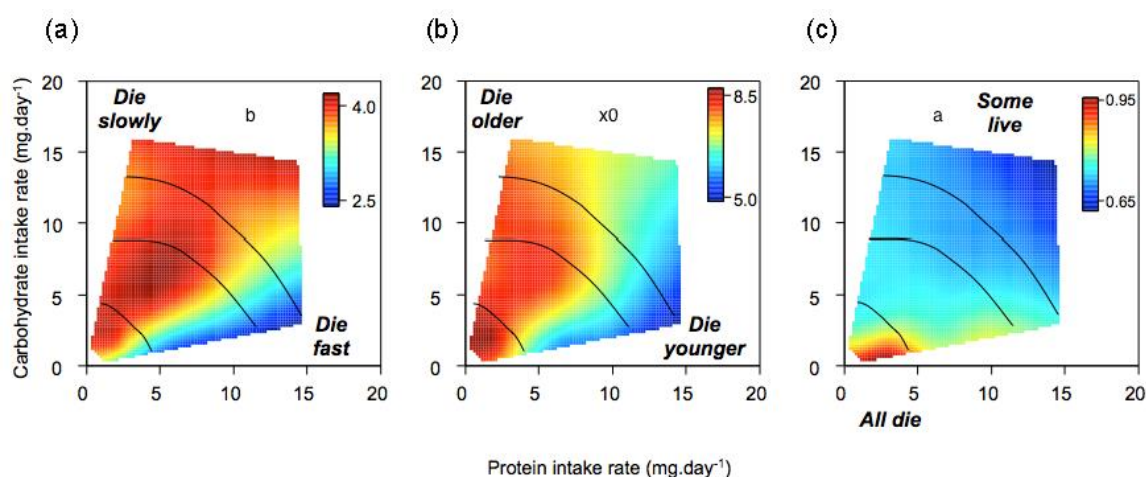 (a)
(b)
(c)
Carbohydrate intake rate (mg.day-1)
20
15
10
5
0
Die
slowly
b
4.0
2.5
Die
fast
0
5
10
15
20
20
15
10
5
0
Die
older
x0
8.5
5.0
Die
younger
0
5
10
15
20
20
15
10
5
0
a
Some
live
0.95
0.65
0
5
10
15
20
All die
Protein intake rate (mg.day-1)